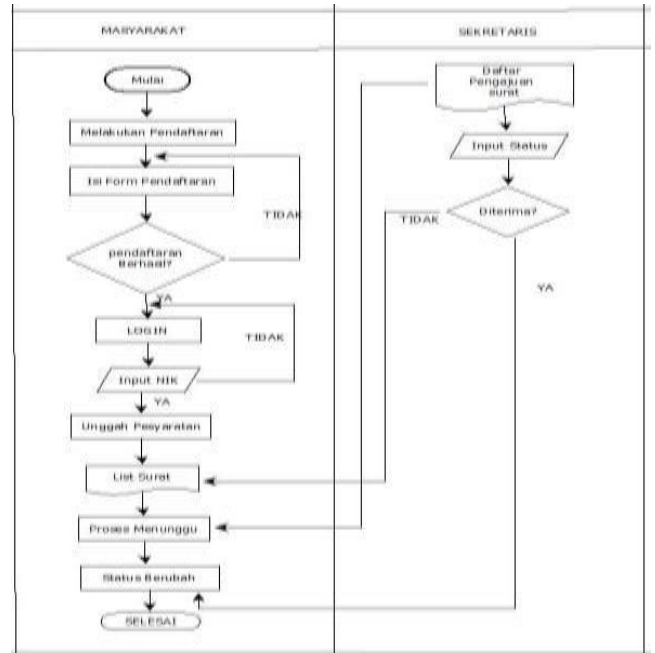 MASYARAKAT
Mulai
Melakukan Pendaftaran
Isi Form Pendaftaran
TIDAK
pendaftaran
Berhasil?
YA
LOGIN
TIDAK
Input NIK
YA
Unggah Pesyaratan
List Surat
Proses Menunggu
Status Berubah
SELESAI
SEKRETARIS
Daftar
Pengajuan
surat
Input Status
Diterima?
TIDAK
YA